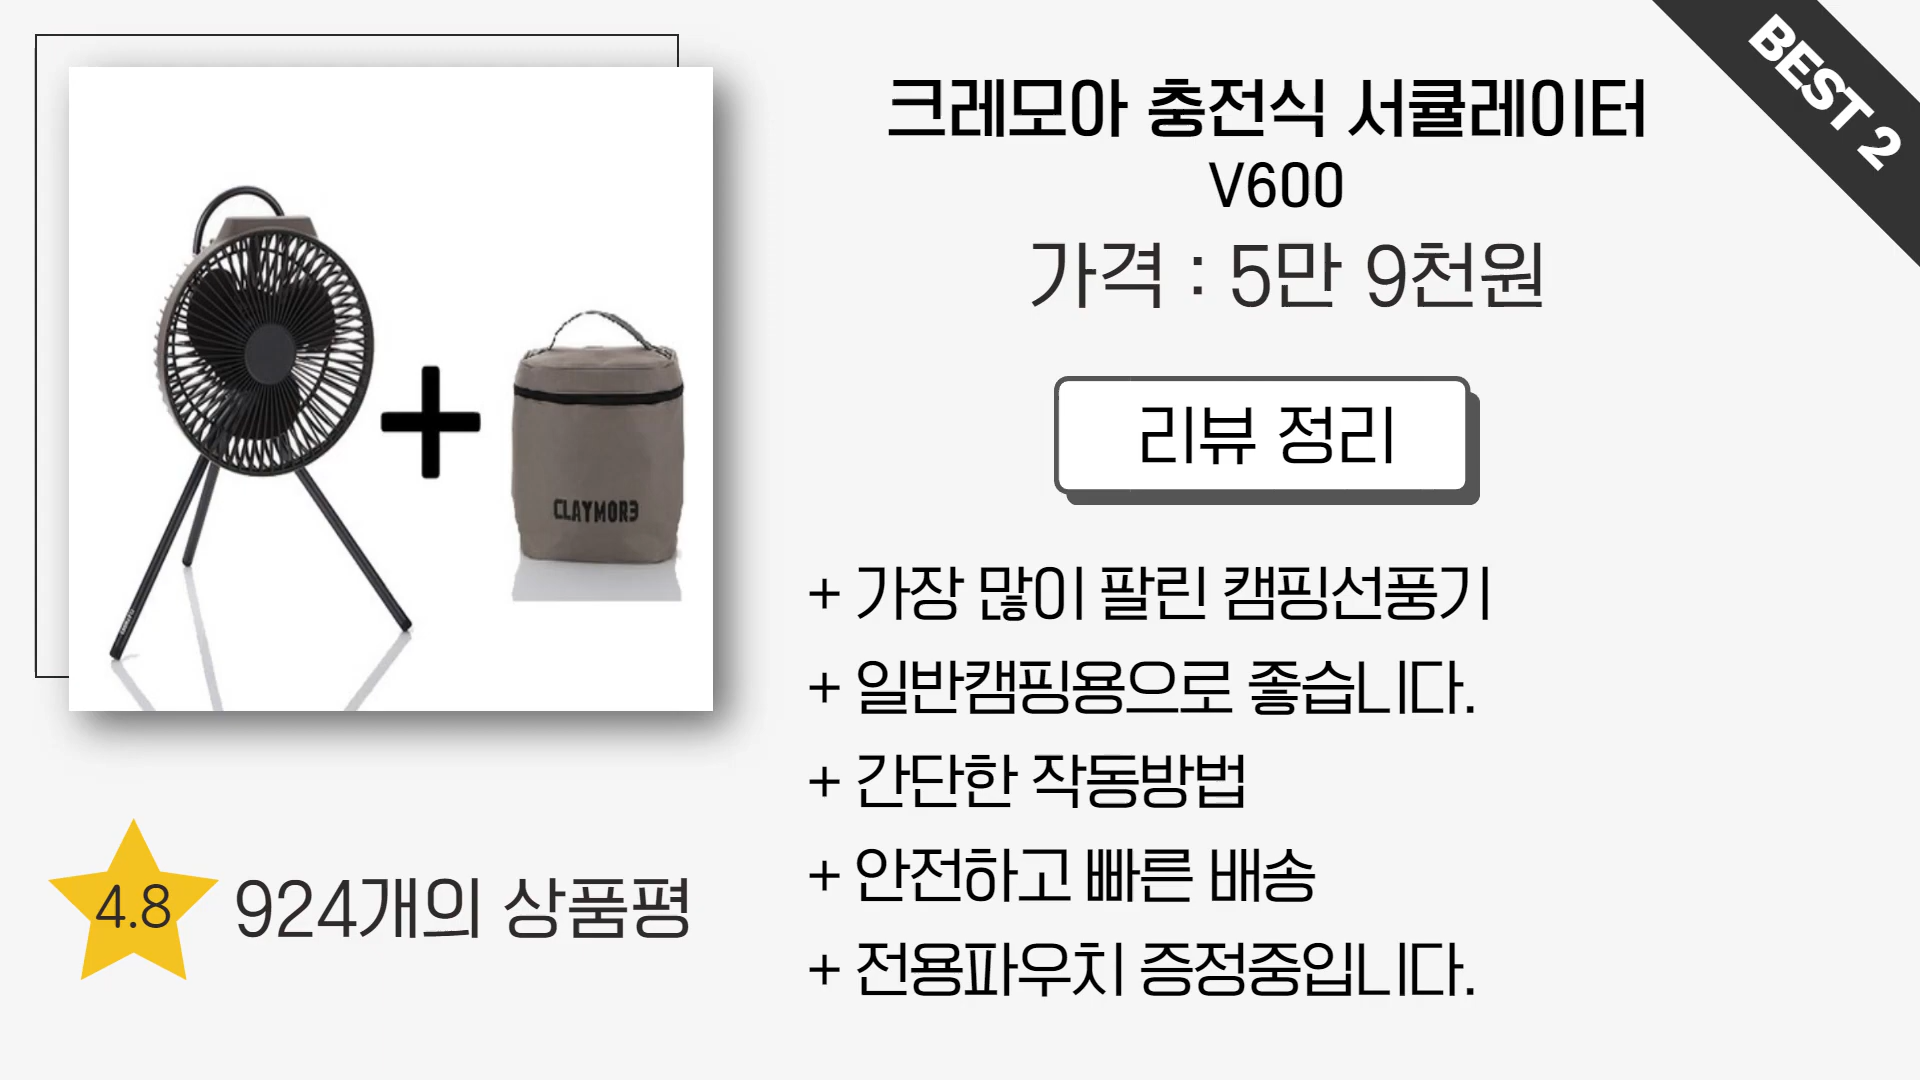 BEST 2
크레모아 충전식 서큘레이터
V600
가격 : 5만 9천원
CLAYMOR3
리뷰 정리
+ 가장 많이 팔린 캠핑선풍기
+ 일반캠핑용으로 좋습니다.
+ 간단한 작동방법
+ 안전하고 빠른 배송
+ 전용파우치 증정중입니다.
4.8
924개의 상품평